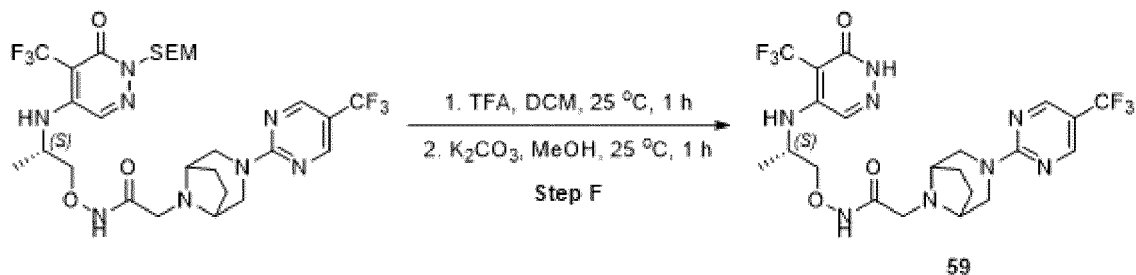 O
F₃C
N
SEM
N
HN
(S)
O
O
N
H
N
N
N
N
CF₃
1. TFA, DCM, 25 °C, 1 h
2. K₂CO₃, MeOH, 25 °C, 1 h
Step F
O
F₃C
NH
N
HN
(S)
O
O
N
H
N
N
N
N
CF₃
59